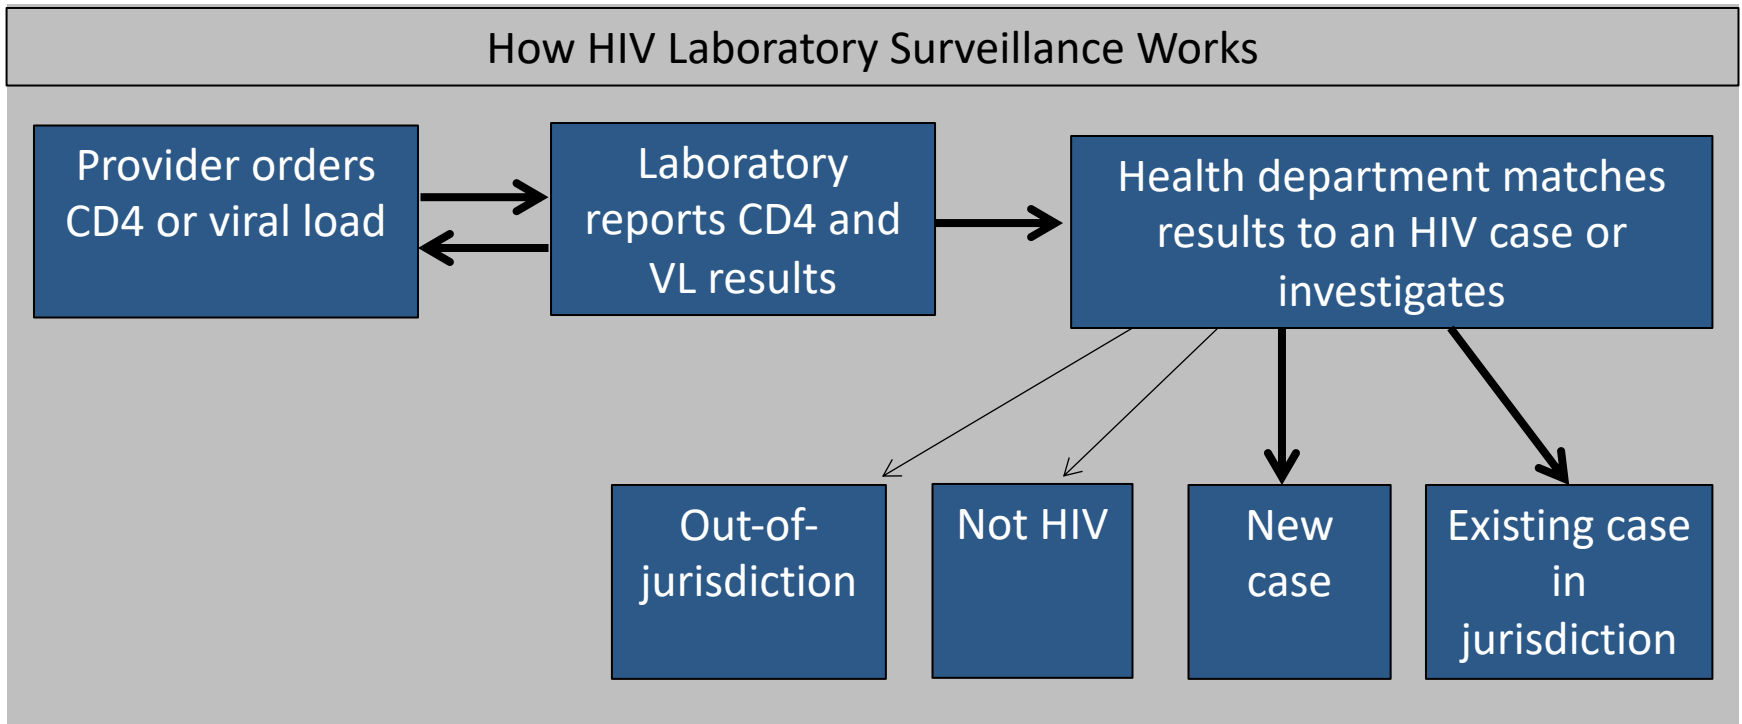 How HIV Laboratory Surveillance Works
Provider orders
CD4 or viral load
Laboratory
reports CD4 and
VL results
Health department matches
results to an HIV case or
investigates
Out-of-
jurisdiction
Not HIV
New
case
Existing case
in
jurisdiction